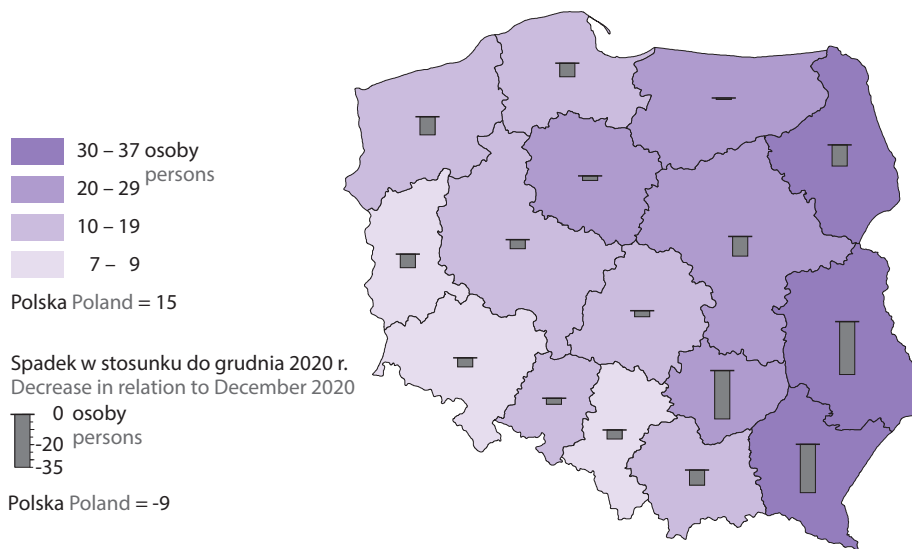 30 – 37 osoby
persons
20 – 29
10 – 19
7 – 9
Polska Poland = 15
Spadek w stosunku do grudnia 2020 r.
Decrease in relation to December 2020
0 osoby
persons
-20
-35
Polska Poland = -9